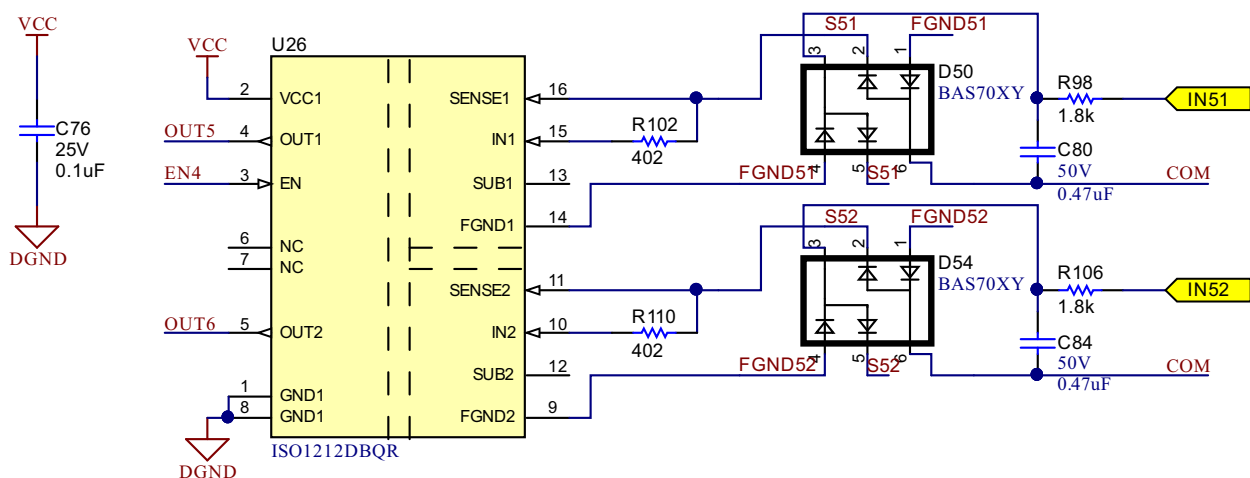 VCC
C76
25V
0.1uF
DGND
VCC
U26
2
VCC1
OUT5
4
OUT1
EN4
3
EN
6
NC
7
NC
OUT6
5
OUT2
1
GND1
8
GND1
DGND
ISO1212DBQR
SENSE1
16
IN1
15
SUB1
13
FGND1
14
SENSE2
11
IN2
10
SUB2
12
FGND2
9
R102
402
R110
402
S51
FGND51
3
2
1
D50
BAS70XY
4
5
6
FGND51
S51
R98
1.8k
IN51
C80
50V
0.47uF
COM
S52
FGND52
3
2
1
D54
BAS70XY
4
5
6
FGND52
S52
R106
1.8k
IN52
C84
50V
0.47uF
COM